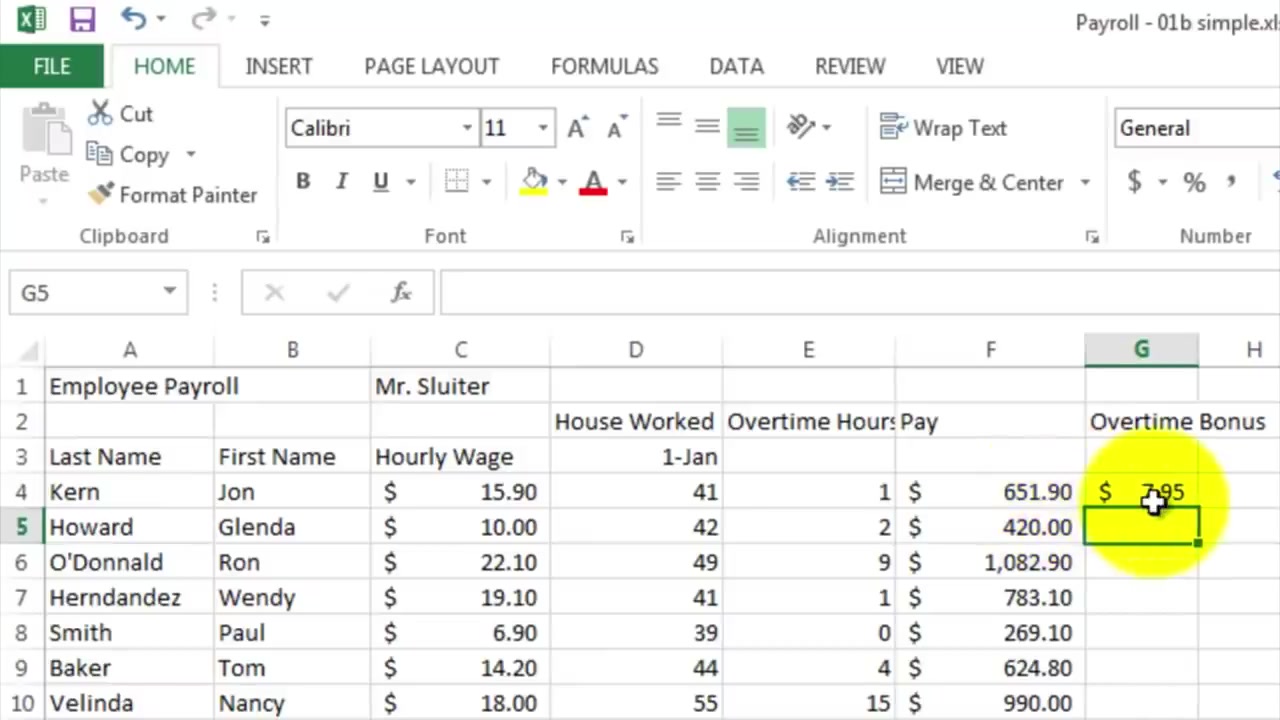 Payroll - 01b simple.xl
FILE HOME INSERT PAGE LAYOUT FORMULAS DATA REVIEW VIEW
Cut
Copy
Paste
Format Painter
Clipboard
Calibri 11
B I U A
Font
Wrap Text
Merge & Center
Alignment
General
$ % ,
Number
G5 fx
A B C D E F G H
1 Employee Payroll Mr. Sluiter
2 House Worked Overtime Hours Pay Overtime Bonus
3 Last Name First Name Hourly Wage 1-Jan
4 Kern Jon $ 15.90 41 1 $ 651.90 $ 7.95
5 Howard Glenda $ 10.00 42 2 $ 420.00
6 O'Donnald Ron $ 22.10 49 9 $ 1,082.90
7 Herndandez Wendy $ 19.10 41 1 $ 783.10
8 Smith Paul $ 6.90 39 0 $ 269.10
9 Baker Tom $ 14.20 44 4 $ 624.80
10 Velinda Nancy $ 18.00 55 15 $ 990.00